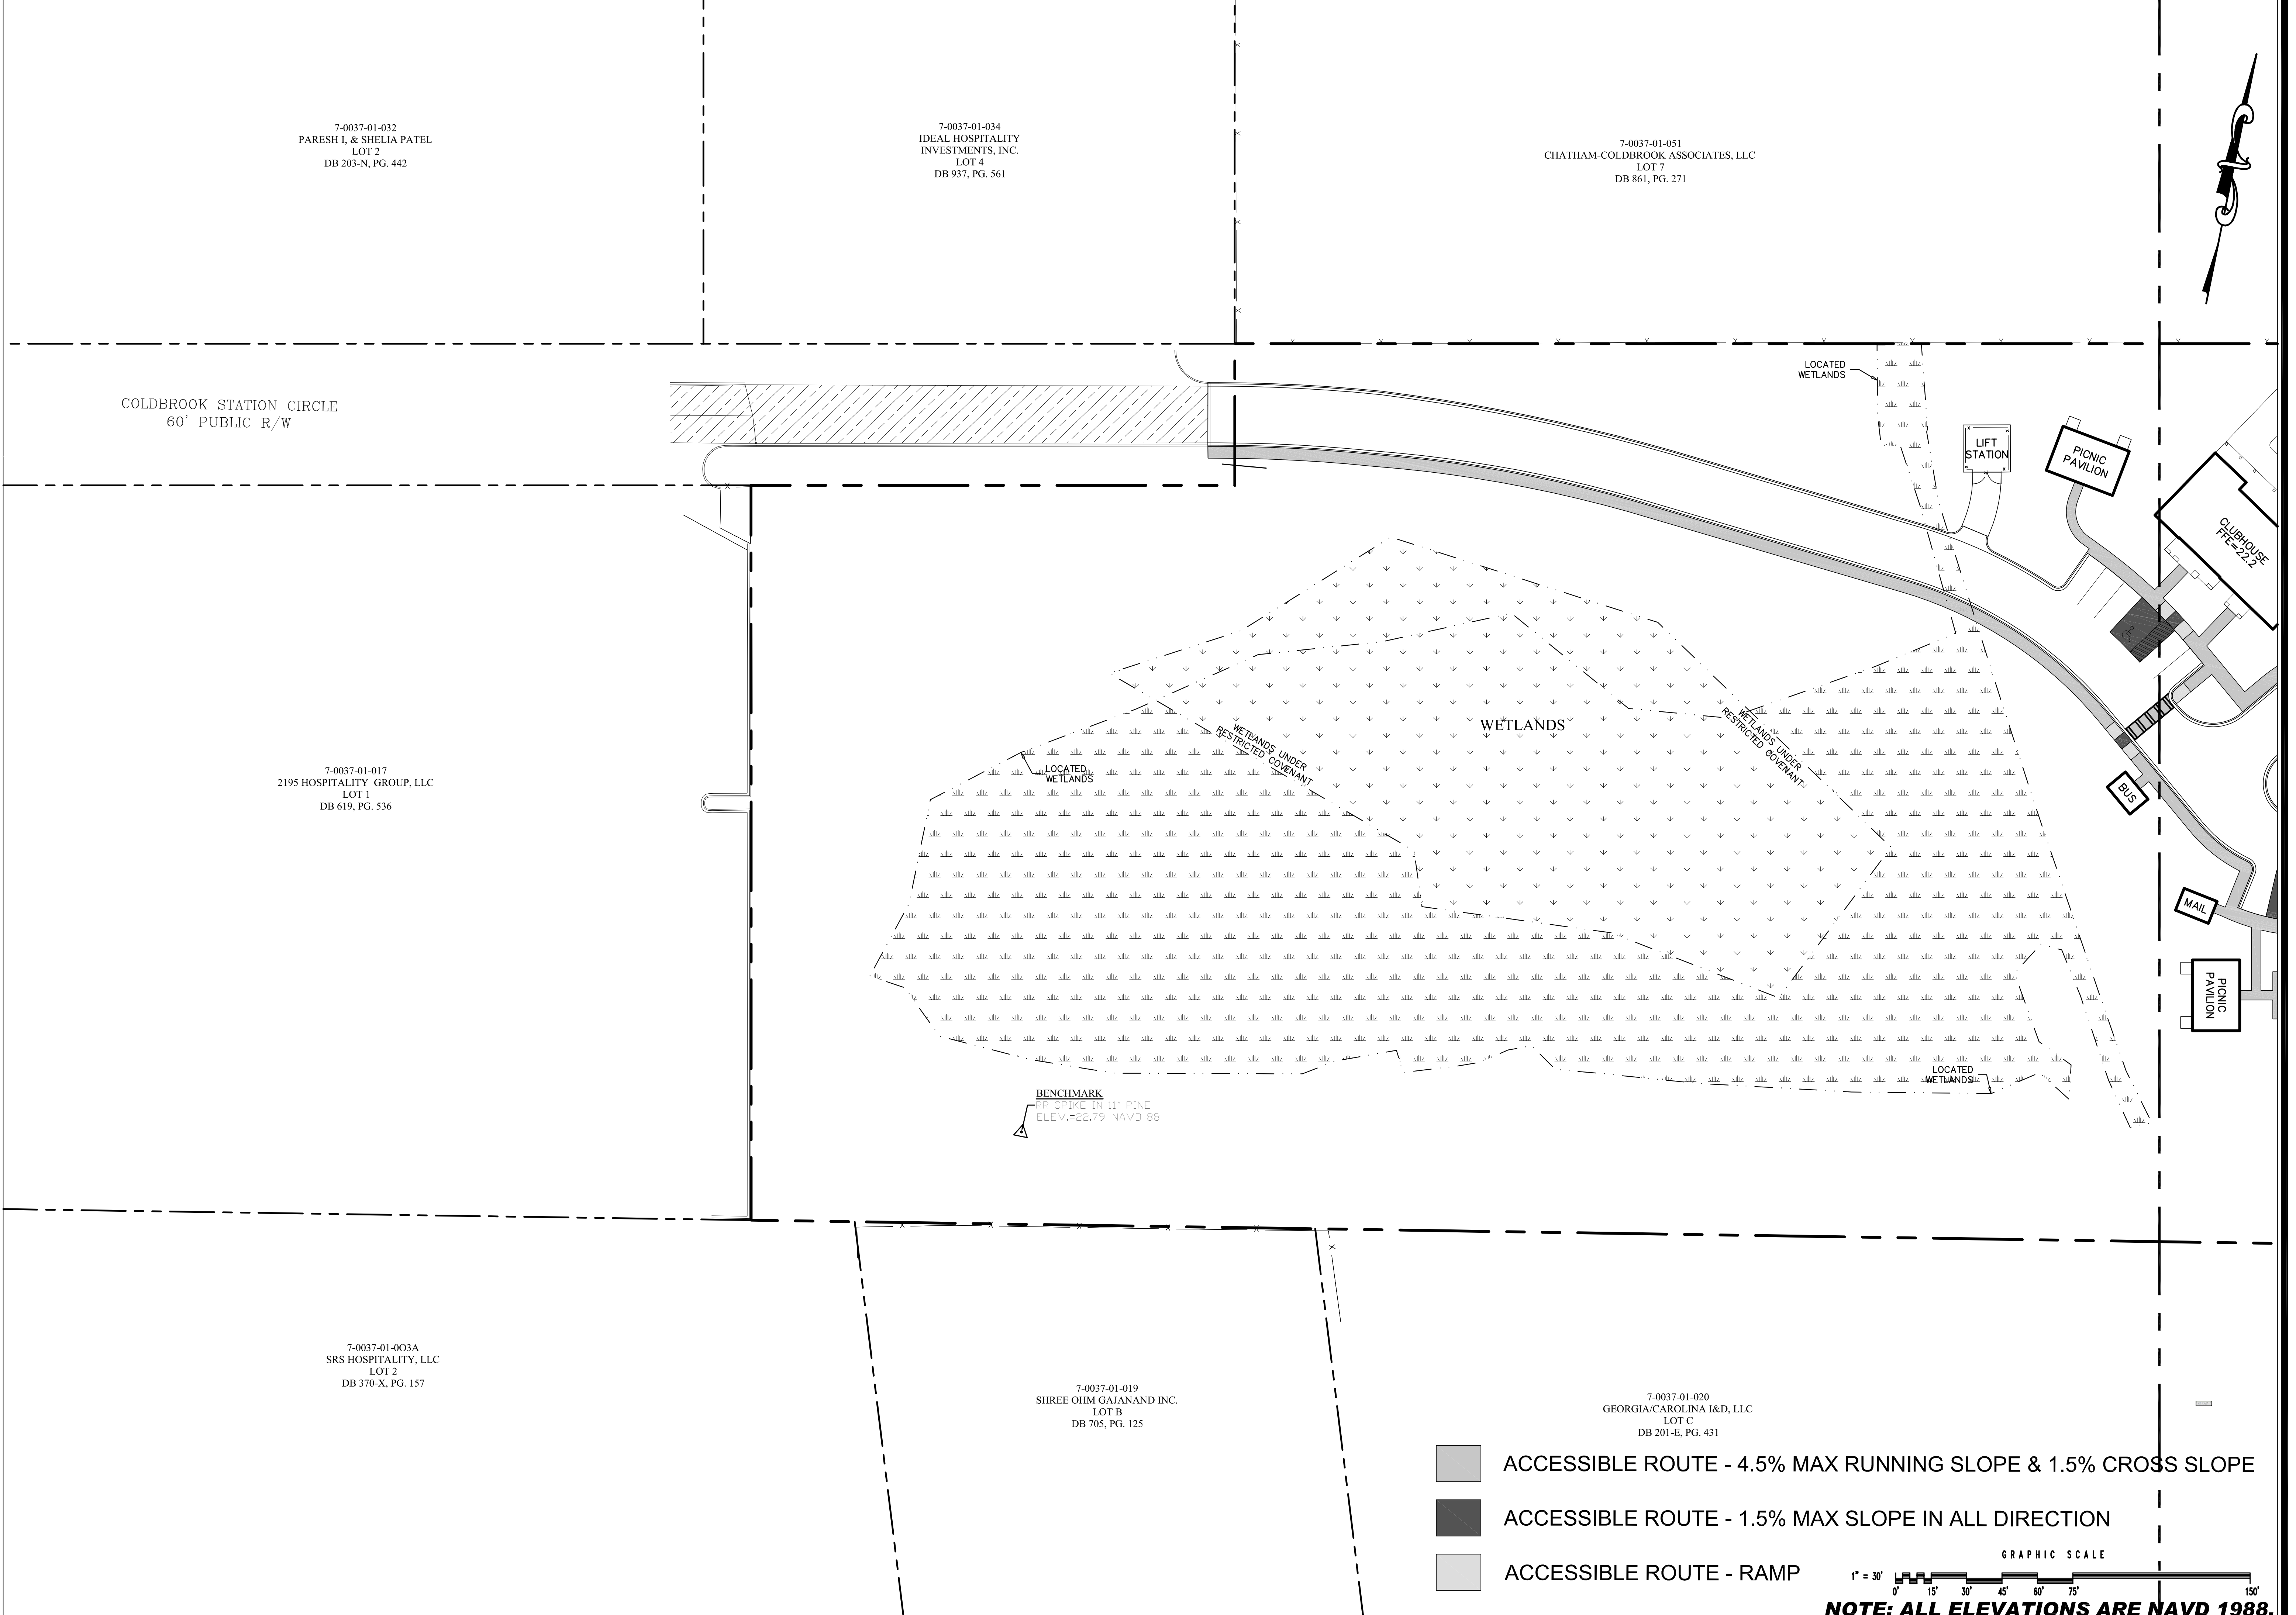 7-0037-01-032
PARESH I, & SHELIA PATEL
LOT 2
DB 203-N, PG. 442
7-0037-01-034
IDEAL HOSPITALITY
INVESTMENTS, INC.
LOT 4
DB 937, PG. 561
7-0037-01-051
CHATHAM-COLDBROOK ASSOCIATES, LLC
LOT 7
DB 861, PG. 271
COLDBROOK STATION CIRCLE
60' PUBLIC R/W
LOCATED
WETLANDS
LIFT
STATION
PICNIC
PAVILION
CLUBHOUSE
FFE=22.2
WETLANDS
WETLANDS UNDER
RESTRICTED COVENANT
WETLANDS UNDER
RESTRICTED COVENANT
LOCATED
WETLANDS
7-0037-01-017
2195 HOSPITALITY GROUP, LLC
LOT 1
DB 619, PG. 536
BUS
MAIL
PICNIC
PAVILION
LOCATED
WETLANDS
BENCHMARK
RR SPIKE IN 11" PINE
ELEV.=22.79 NAVD 88
7-0037-01-0O3A
SRS HOSPITALITY, LLC
LOT 2
DB 370-X, PG. 157
7-0037-01-019
SHREE OHM GAJANAND INC.
LOT B
DB 705, PG. 125
7-0037-01-020
GEORGIA/CAROLINA I&D, LLC
LOT C
DB 201-E, PG. 431
ACCESSIBLE ROUTE - 4.5% MAX RUNNING SLOPE & 1.5% CROSS SLOPE
ACCESSIBLE ROUTE - 1.5% MAX SLOPE IN ALL DIRECTION
ACCESSIBLE ROUTE - RAMP
GRAPHIC SCALE
1" = 30'
0' 15' 30' 45' 60' 75' 150'
NOTE: ALL ELEVATIONS ARE NAVD 1988.